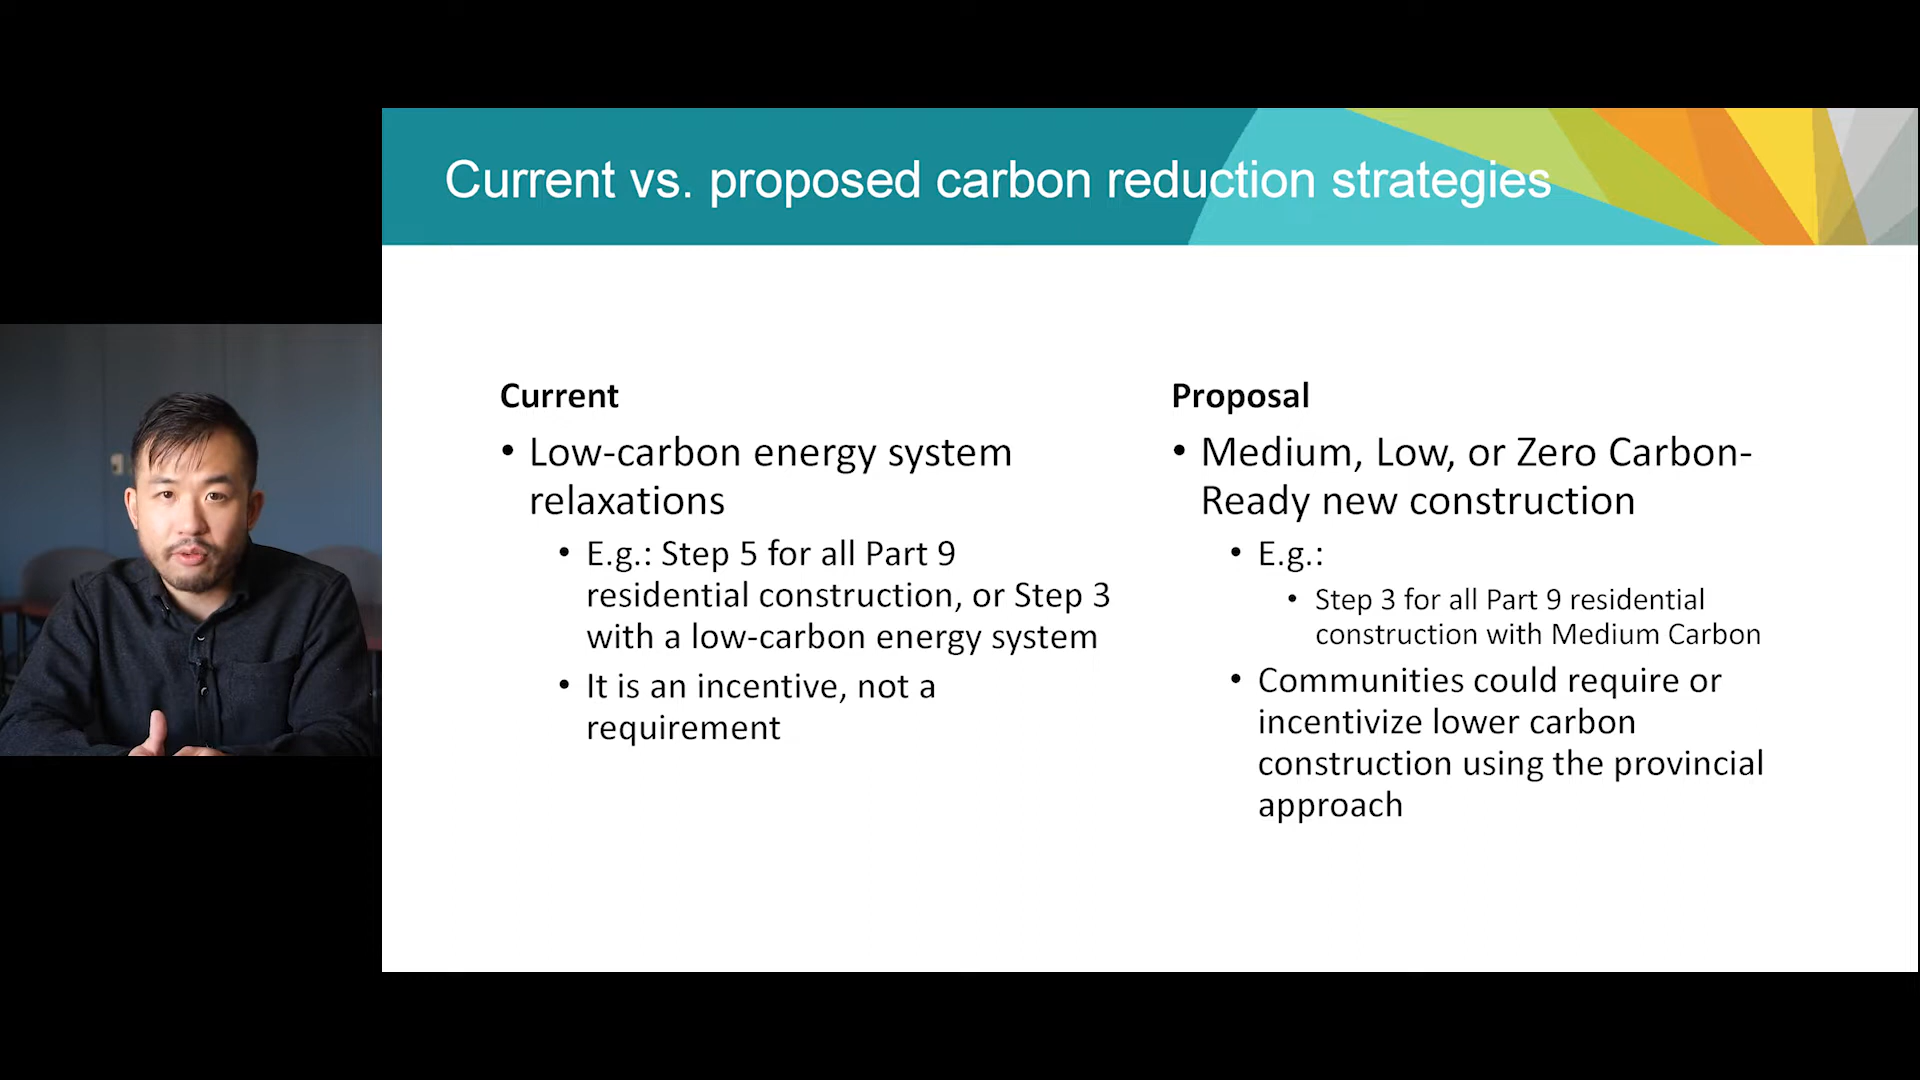 Current vs. proposed carbon reduction strategies
Current
• Low-carbon energy system
relaxations
• E.g.: Step 5 for all Part 9
residential construction, or Step 3
with a low-carbon energy system
• It is an incentive, not a
requirement
Proposal
• Medium, Low, or Zero Carbon-
Ready new construction
• E.g.:
• Step 3 for all Part 9 residential
construction with Medium Carbon
• Communities could require or
incentivize lower carbon
construction using the provincial
approach